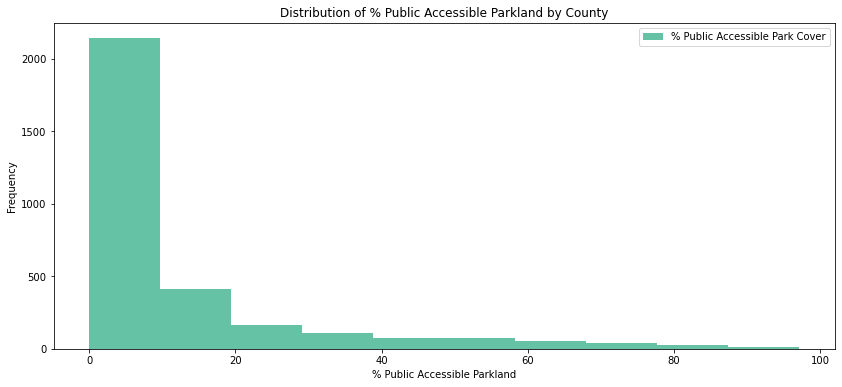 Distribution of % Public Accessible Parkland by County
% Public Accessible Park Cover
Frequency
2000
1500
1000
500
0
0 20 40 60 80 100
% Public Accessible Parkland